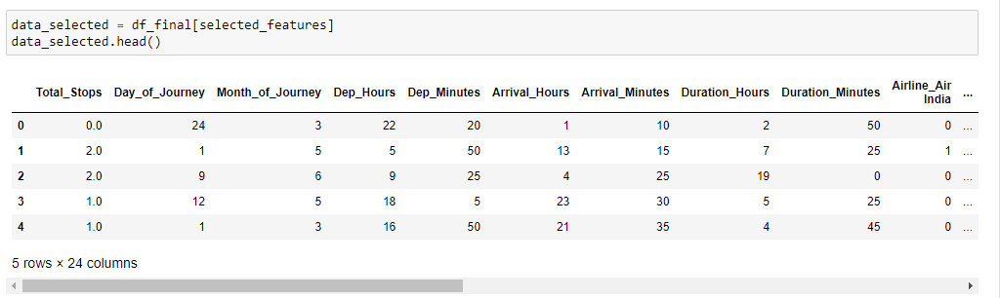 data_selected = df_final[selected_features]
data_selected.head()
Total_Stops Day_of_Journey Month_of_Journey Dep_Hours Dep_Minutes Arrival_Hours Arrival_Minutes Duration_Hours Duration_Minutes Airline_Air India ...
0 0.0 24 3 22 20 1 10 2 50 0 ...
1 2.0 1 5 5 50 13 15 7 25 1 ...
2 2.0 9 6 9 25 4 25 19 0 0 ...
3 1.0 12 5 18 5 23 30 5 25 0 ...
4 1.0 1 3 16 50 21 35 4 45 0 ...
5 rows × 24 columns